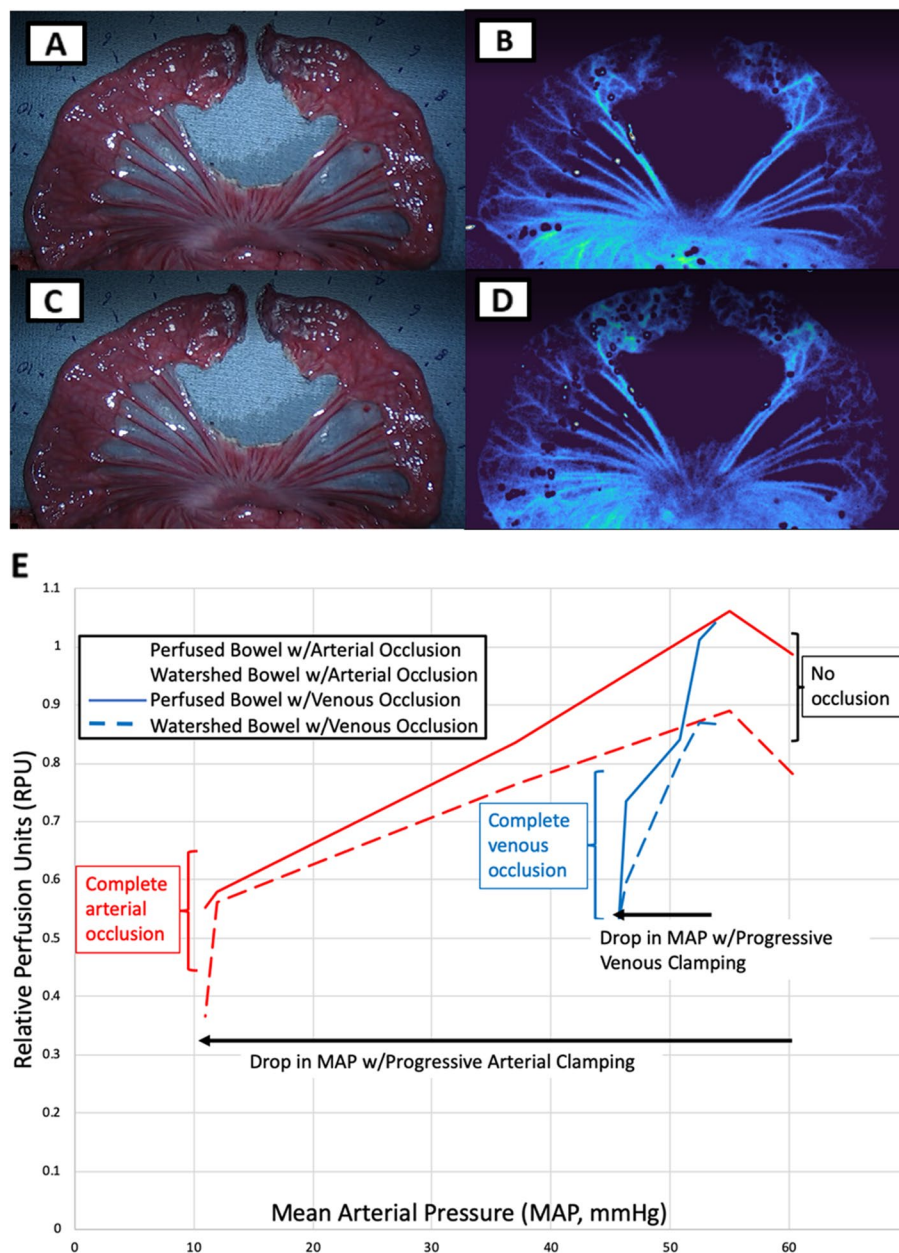 A
B
C
D
E
1.1
1
0.9
0.8
0.7
0.6
0.5
0.4
0.3
0.2
0.1
0
Relative Perfusion Units (RPU)
Perfused Bowel w/Arterial Occlusion
Watershed Bowel w/Arterial Occlusion
Perfused Bowel w/Venous Occlusion
Watershed Bowel w/Venous Occlusion
No
occlusion
Complete
venous
occlusion
Complete
arterial
occlusion
Drop in MAP w/Progressive
Venous Clamping
Drop in MAP w/Progressive Arterial Clamping
Mean Arterial Pressure (MAP, mmHg)
0
10
20
30
40
50
60